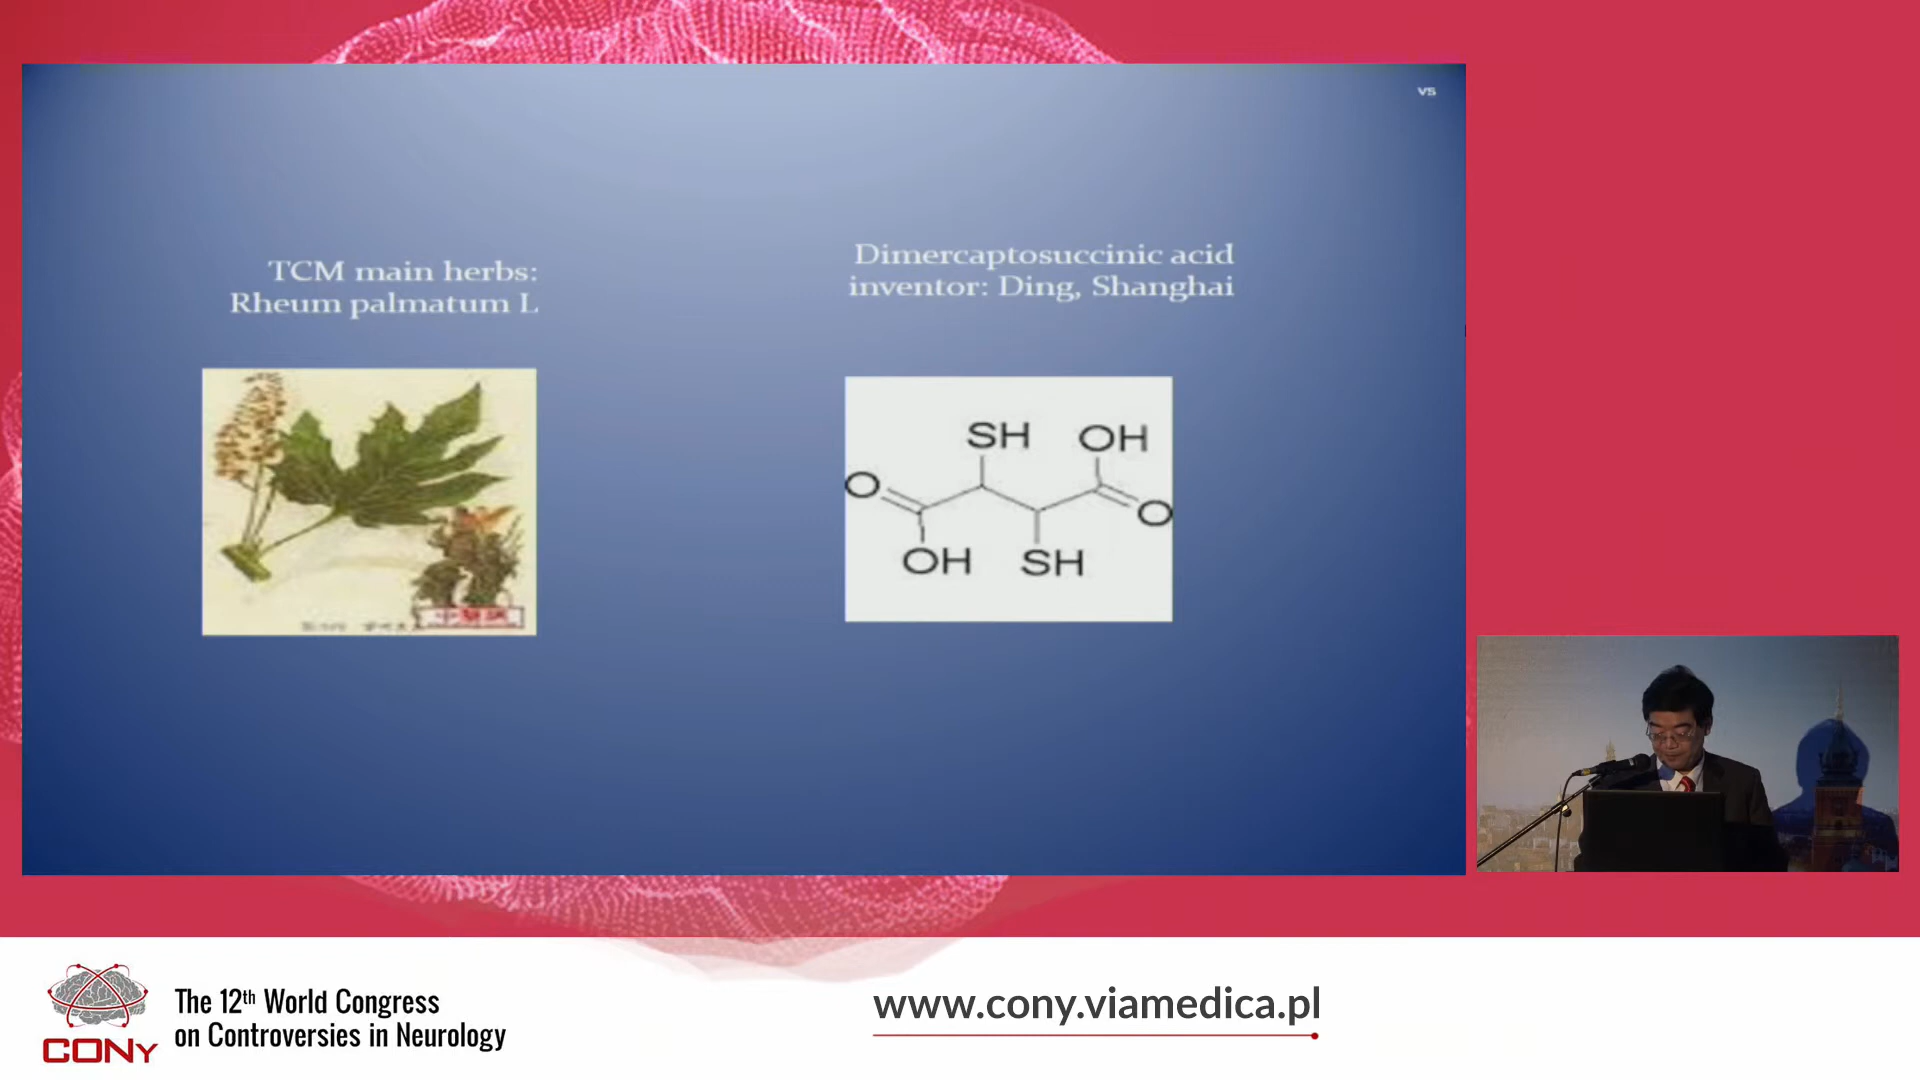 vs
TCM main herbs:
Rheum palmatum L
Dimercaptosuccinic acid
inventor: Ding, Shanghai
SH OH
O
O
OH SH
The 12th World Congress
on Controversies in Neurology
CONy
www.cony.viamedica.pl